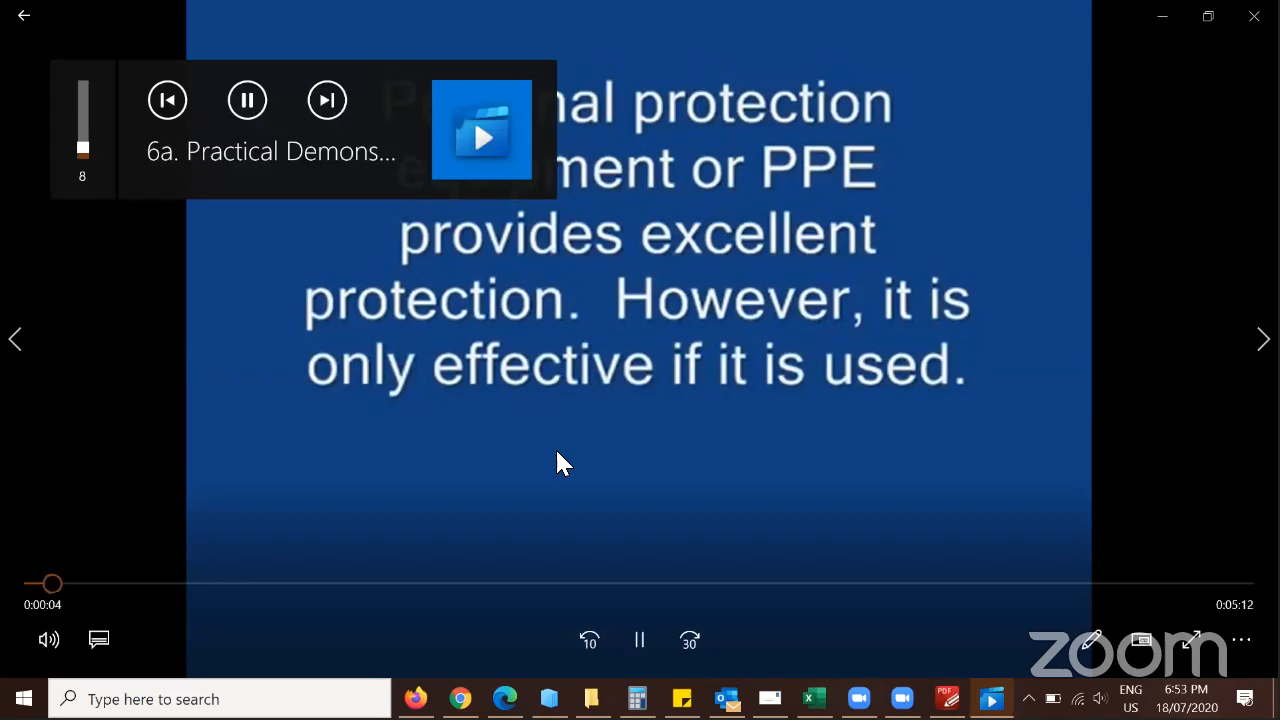 nal protection
ment or PPE
provides excellent
protection. However, it is
only effective if it is used.
6a. Practical Demons...
8
0:00:04
0:05:12
10
30
zoom
Type here to search
PDF
ENG
US
6:53 PM
18/07/2020